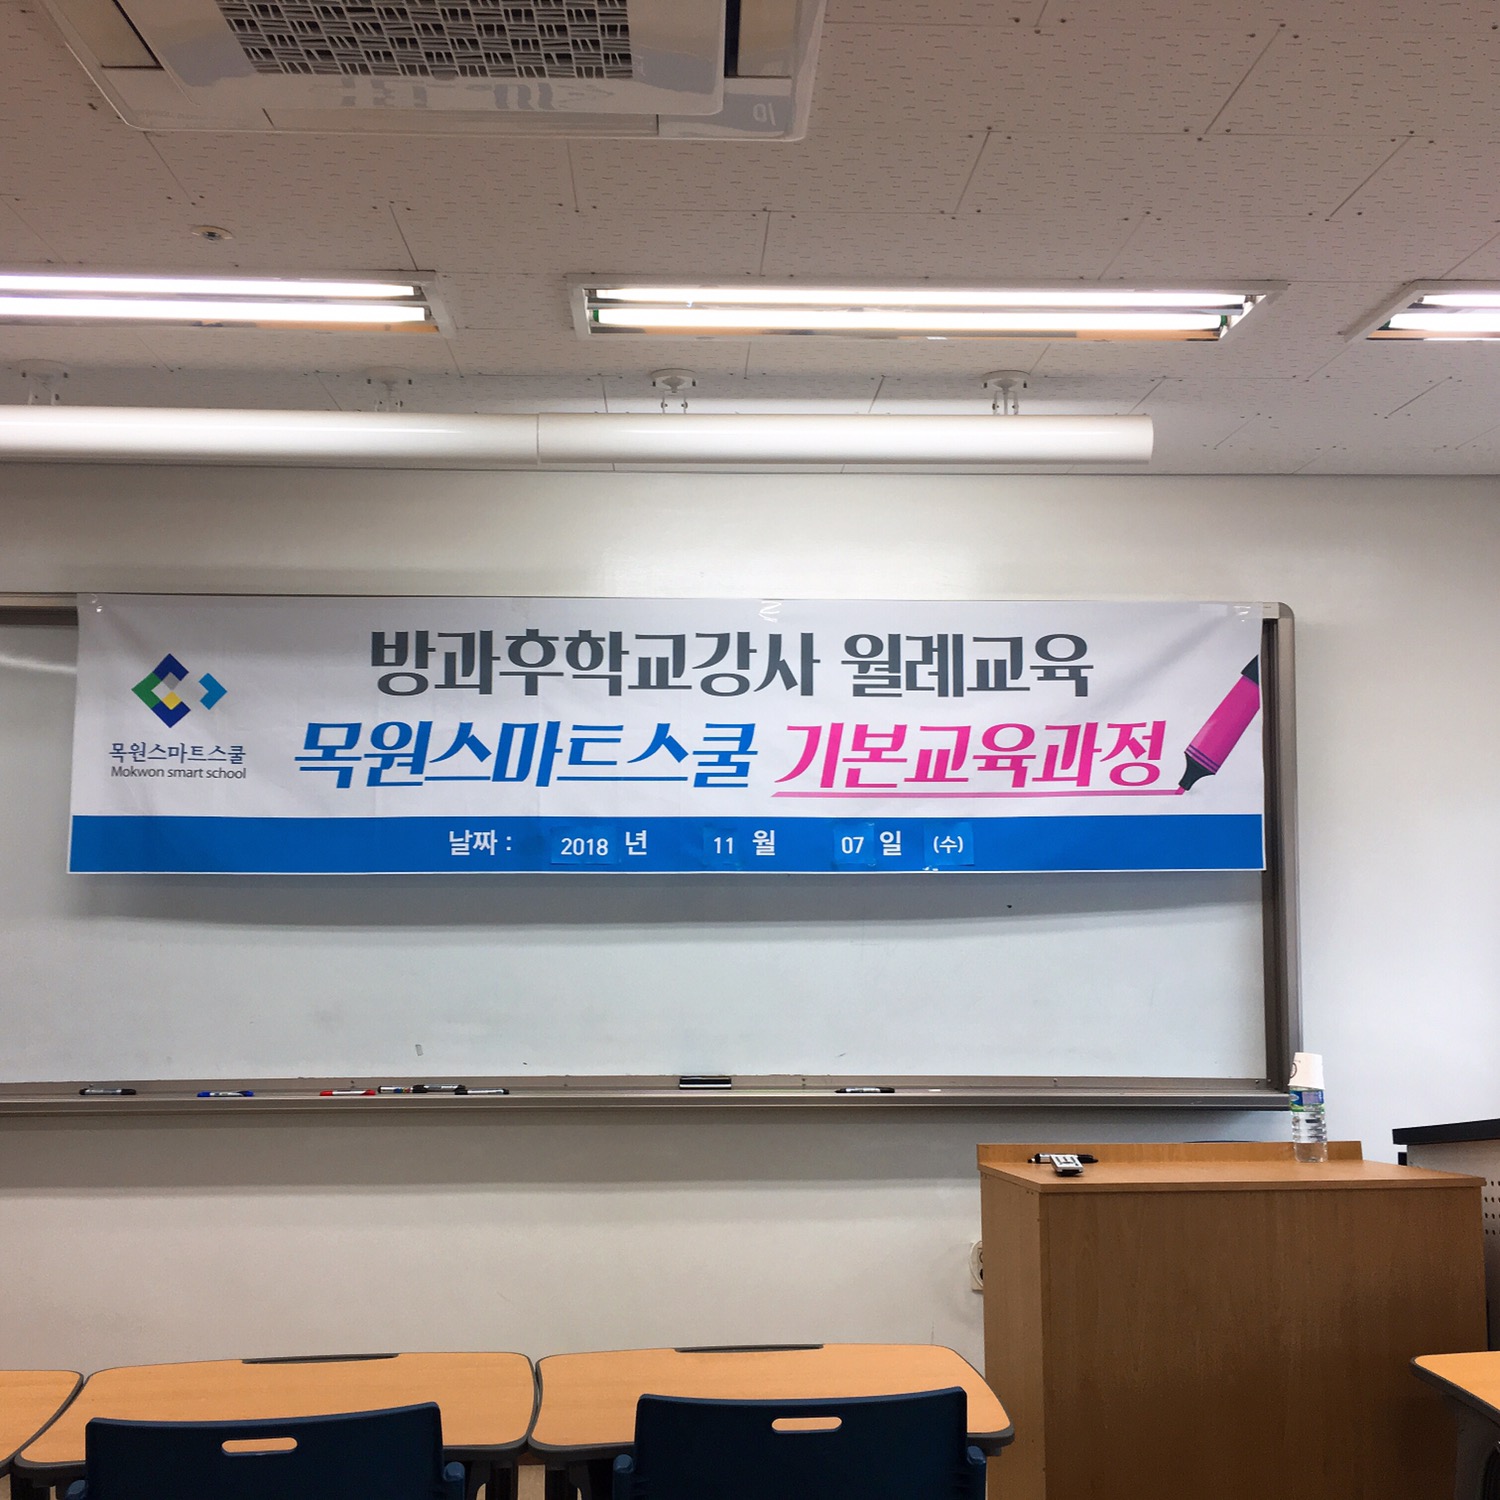 방과후학교강사 월례교육
목원스마트스쿨 기본교육과정
목원스마트스쿨
Mokwon smart school
날짜 : 2018 년 11 월 07 일 (수)